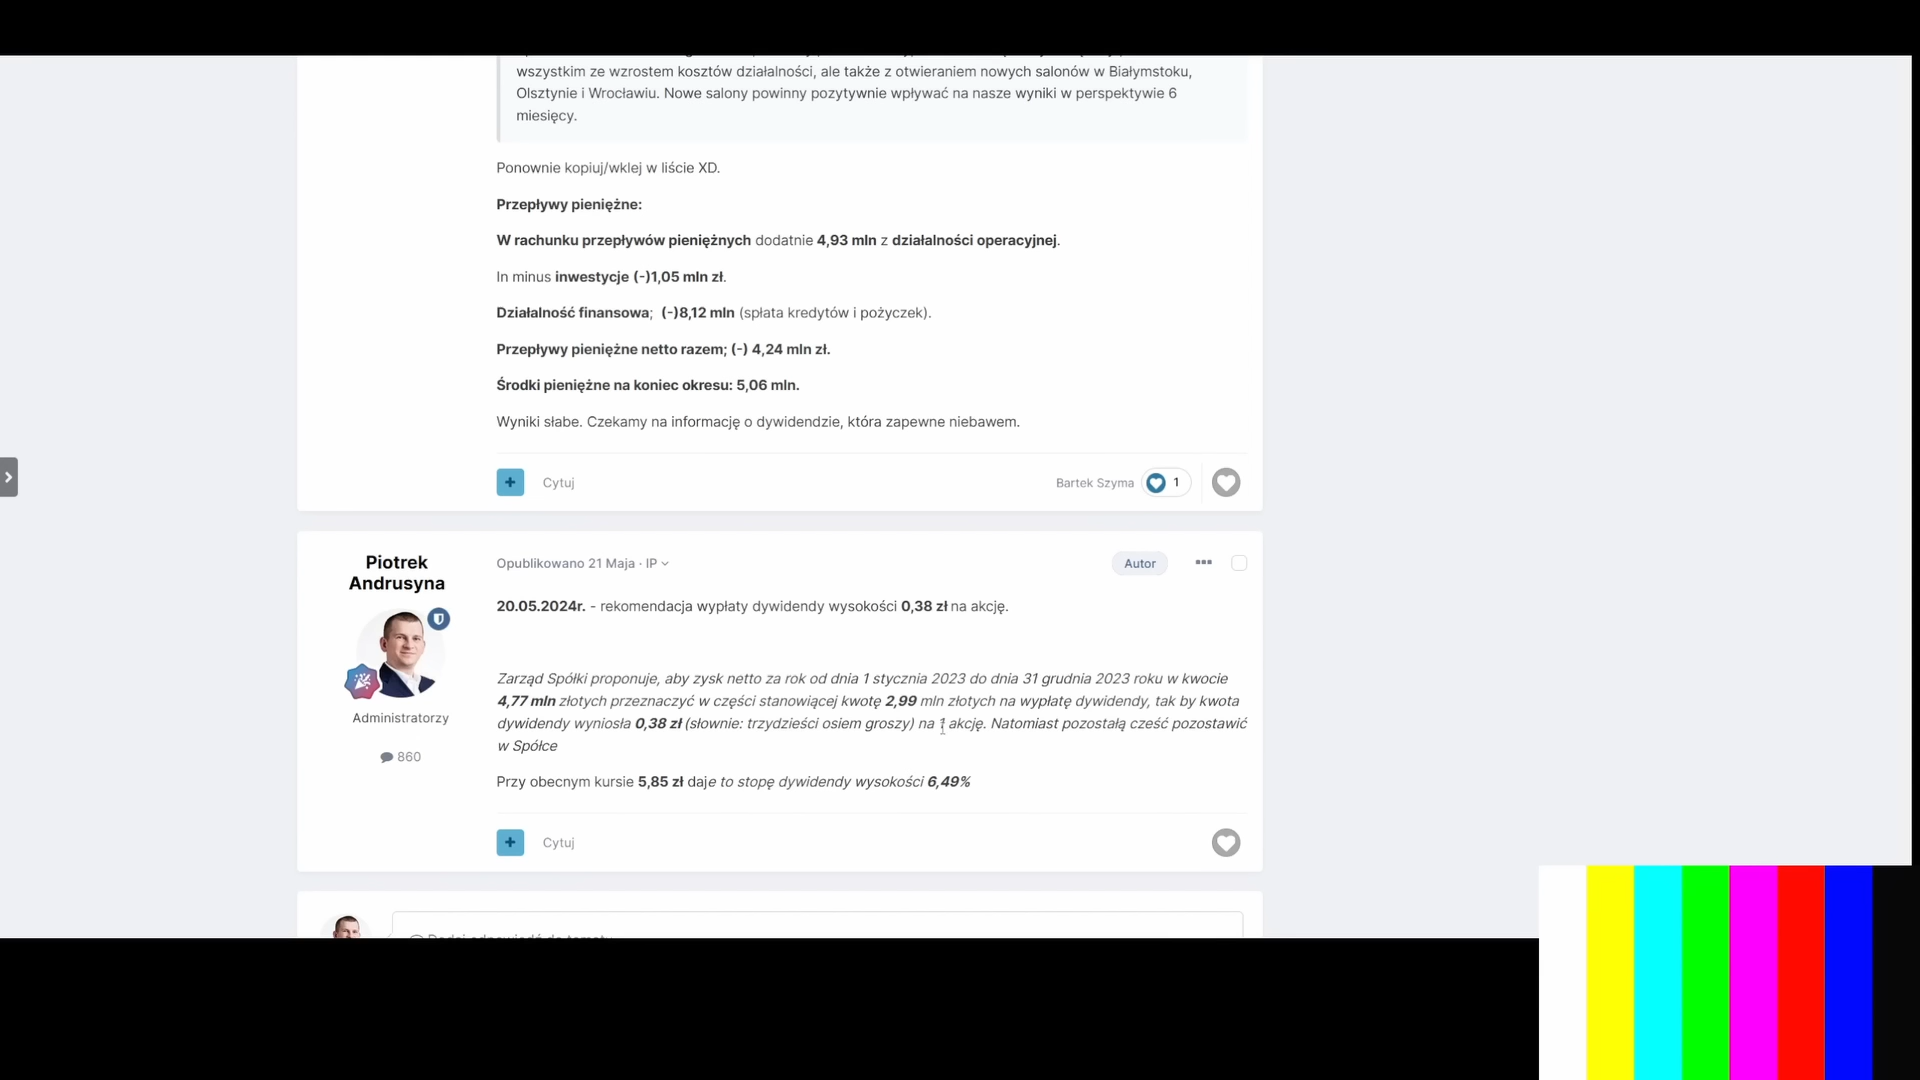 wszystkim ze wzrostem kosztów działalności, ale także z otwieraniem nowych salonów w Białymstoku,
Olsztynie i Wrocławiu. Nowe salony powinny pozytywnie wpływać na nasze wyniki w perspektywie 6
miesięcy.
Ponownie kopiuj/wklej w liście XD.
Przepływy pieniężne:
W rachunku przepływów pieniężnych dodatnie 4,93 mln z działalności operacyjnej.
In minus inwestycje (-)1,05 mln zł.
Działalność finansowa;  (-)8,12 mln (spłata kredytów i pożyczek).
Przepływy pieniężne netto razem; (-) 4,24 mln zł.
Środki pieniężne na koniec okresu: 5,06 mln.
Wyniki słabe. Czekamy na informację o dywidendzie, która zapewne niebawem.
+ Cytuj
Bartek Szyma 1
Piotrek
Andrusyna
Administratorzy
860
Opublikowano 21 Maja · IP
Autor
20.05.2024r. - rekomendacja wypłaty dywidendy wysokości 0,38 zł na akcję.
Zarząd Spółki proponuje, aby zysk netto za rok od dnia 1 stycznia 2023 do dnia 31 grudnia 2023 roku w kwocie
4,77 mln złotych przeznaczyć w części stanowiącej kwotę 2,99 mln złotych na wypłatę dywidendy, tak by kwota
dywidendy wyniosła 0,38 zł (słownie: trzydzieści osiem groszy) na 1 akcję. Natomiast pozostałą cześć pozostawić
w Spółce
Przy obecnym kursie 5,85 zł daje to stopę dywidendy wysokości 6,49%
+ Cytuj